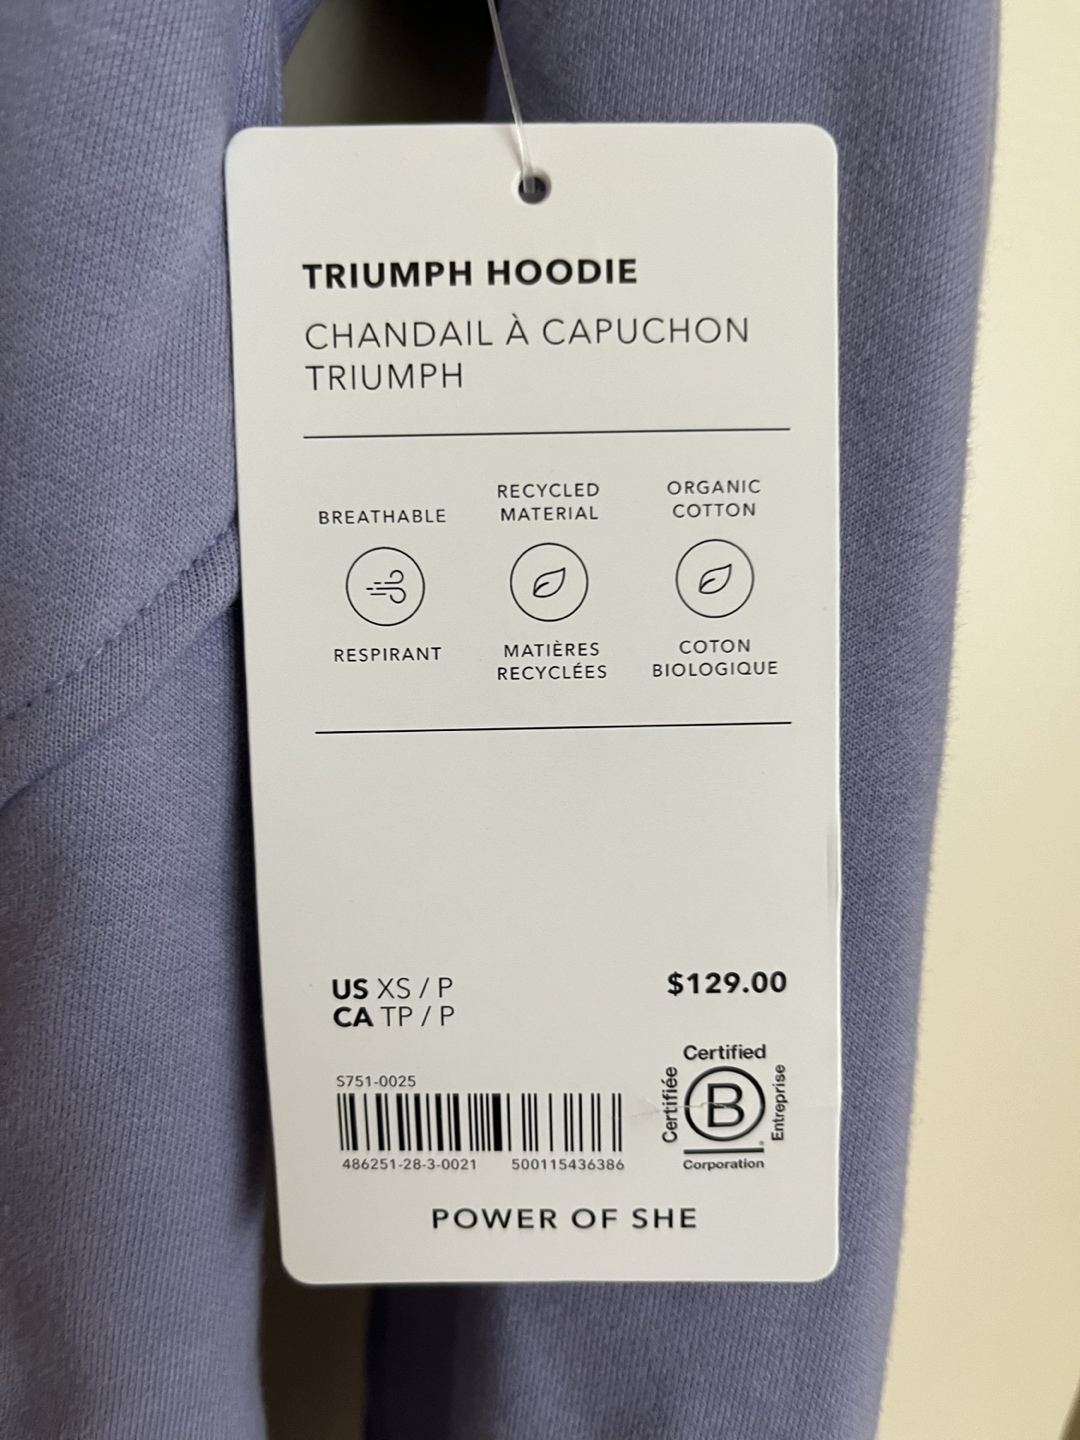 TRIUMPH HOODIE
CHANDAIL À CAPUCHON
TRIUMPH
BREATHABLE
RESPIRANT
RECYCLED
MATERIAL
MATIÈRES
RECYCLÉES
ORGANIC
COTTON
COTON
BIOLOGIQUE
US XS / P
CA TP / P
$129.00
S751-0025
486251-28-3-0021 500115436386
Certified
Certifiée
B
Entreprise
Corporation
POWER OF SHE